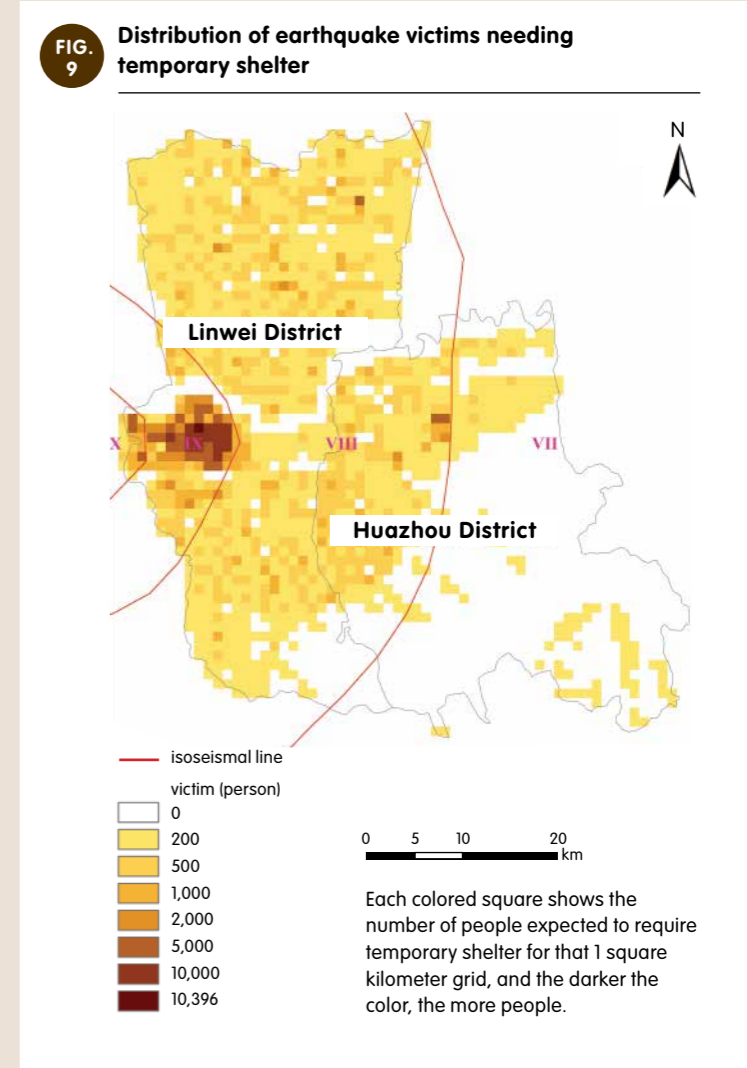 FIG. 9
Distribution of earthquake victims needing
temporary shelter
N
Linwei District
X
IX
VIII
VII
Huazhou District
isoseismal line
victim (person)
0
200
500
1,000
2,000
5,000
10,000
10,396
0 5 10 20
km
Each colored square shows the
number of people expected to require
temporary shelter for that 1 square
kilometer grid, and the darker the
color, the more people.